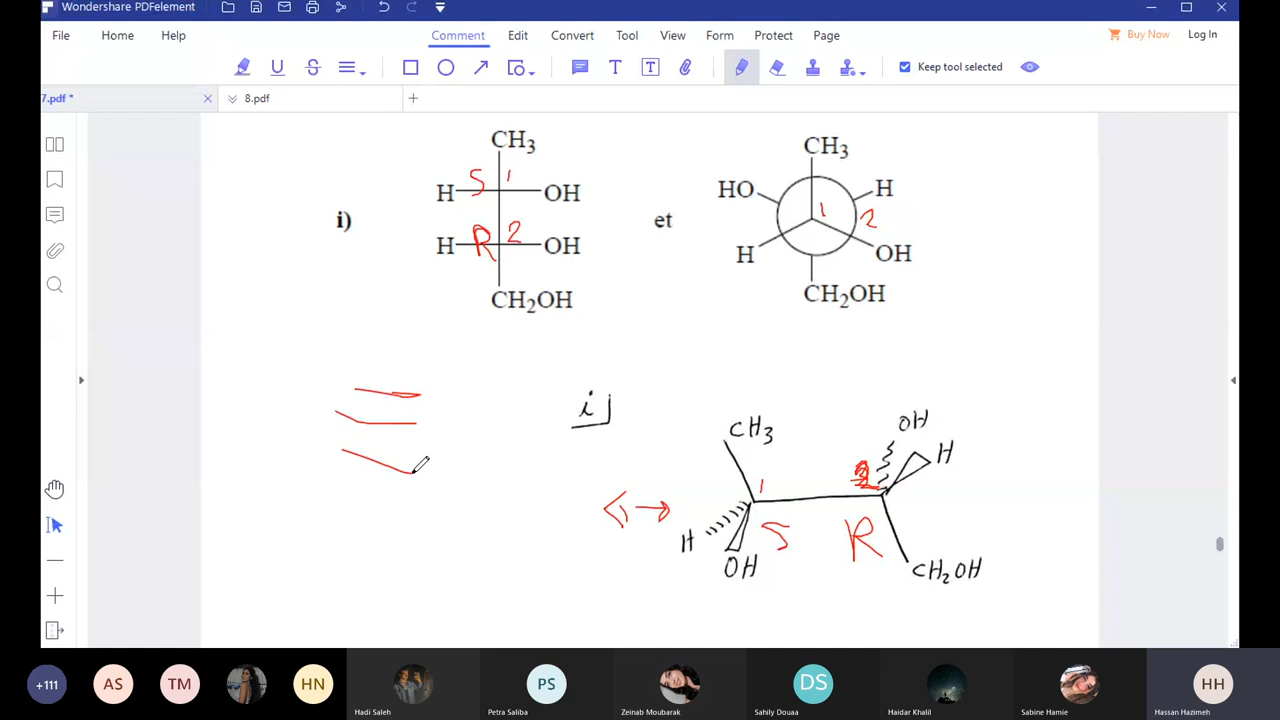 Wondershare PDFelement
File Home Help Comment Edit Convert Tool View Form Protect Page Buy Now Log In
Keep tool selected
7.pdf * 8.pdf
CH3 CH3
S 1
H OH HO H
1 2
i) et
R 2
H OH H OH
CH2OH CH2OH
i
CH3 OH
H
1 2
H S R
OH CH2OH
+111 AS TM HN PS DS HH
Hadi Saleh Petra Saliba Zeinab Moubarak Sahily Douaa Haidar Khalil Sabine Hamie Hassan Hazimeh